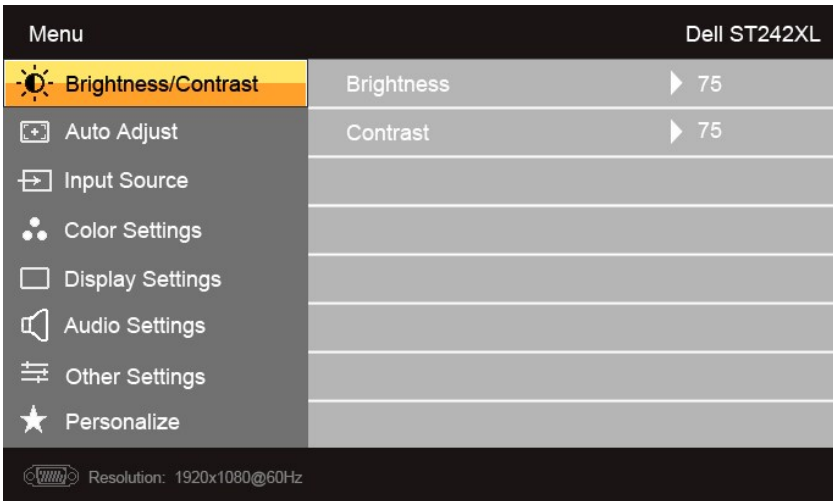 Menu Dell ST242XL
Brightness/Contrast Brightness 75
Auto Adjust Contrast 75
Input Source
Color Settings
Display Settings
Audio Settings
Other Settings
Personalize
Resolution: 1920x1080@60Hz